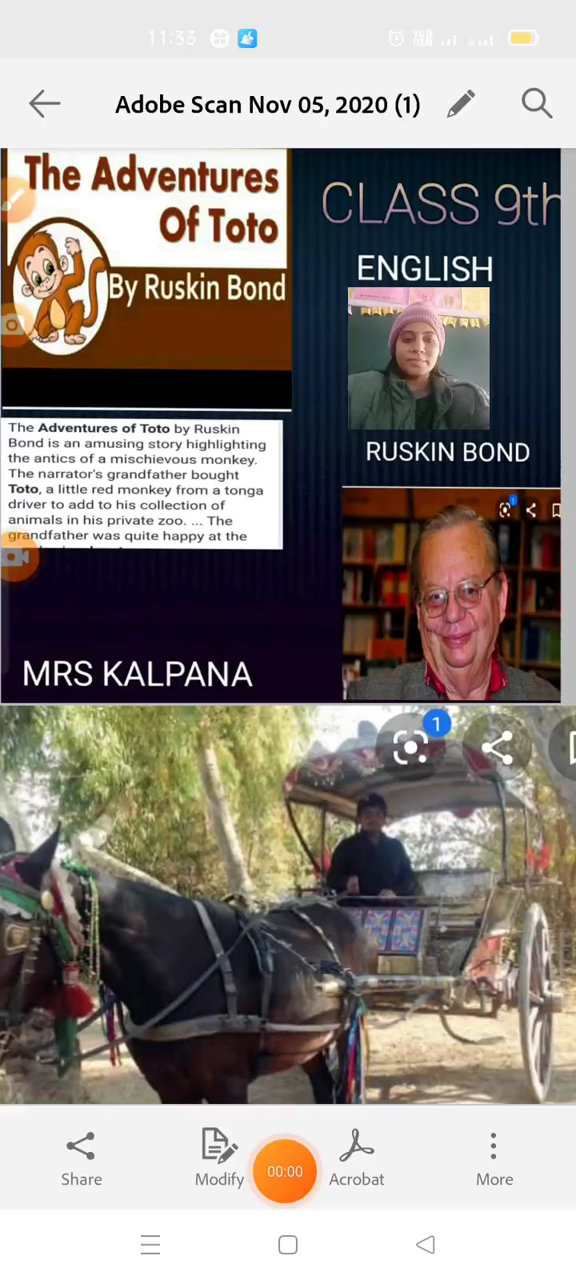 11:33
VoD
Adobe Scan Nov 05, 2020 (1)
The Adventures
Of Toto
By Ruskin Bond
CLASS 9th
ENGLISH
RUSKIN BOND
The Adventures of Toto by Ruskin
Bond is an amusing story highlighting
the antics of a mischievous monkey.
The narrator's grandfather bought
Toto, a little red monkey from a tonga
driver to add to his collection of
animals in his private zoo. ... The
grandfather was quite happy at the
1
MRS KALPANA
1
Share
Modify
00:00
Acrobat
More